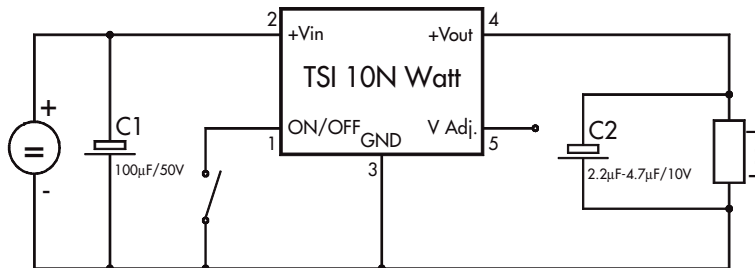 2
4
+Vin
+Vout
TSI 10N Watt
+
C1
ON/OFF
V Adj.
C2
=
1
GND
5
100µF/50V
3
2.2µF-4.7µF/10V
-